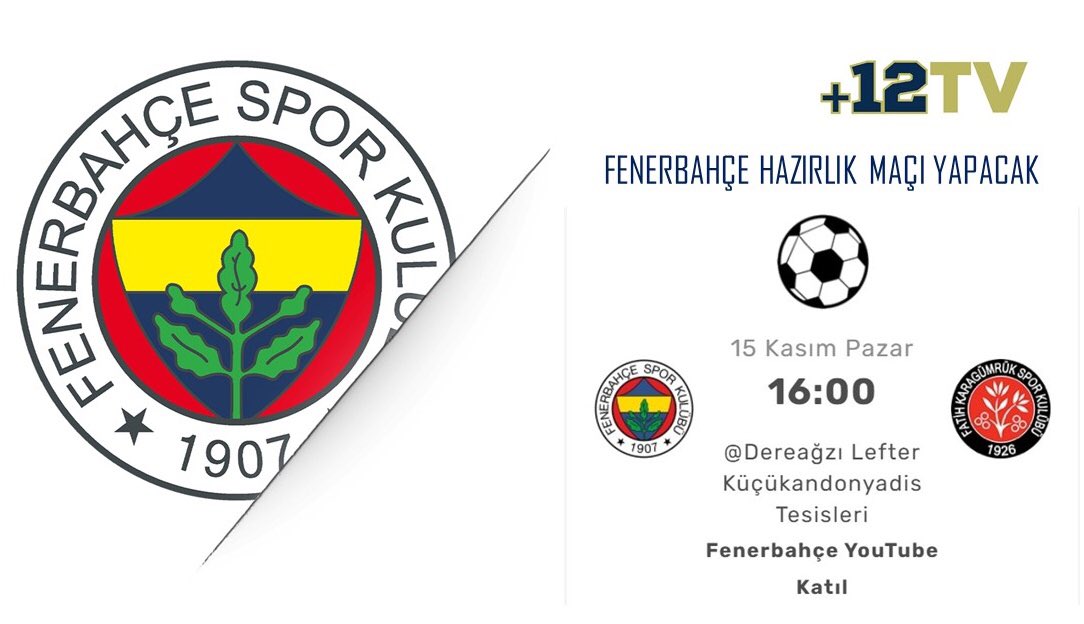 FENERBAHÇE SPOR KULÜ
1907
+12TV
FENERBAHÇE HAZIRLIK MAÇI YAPACAK
15 Kasım Pazar
16:00
FENERBAHÇE SPOR KULÜBÜ
1907
FATİH KARAGÜMRÜK SPOR KULÜBÜ
1926
@Dereağzı Lefter
Küçükandonyadis
Tesisleri
Fenerbahçe YouTube
Katıl